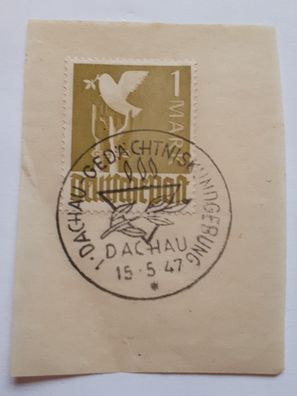 1 MARK
Deutsche Post
1. DACHAU-GEDÄCHTNISKUNDGEBUNG
DACHAU
15·5 47